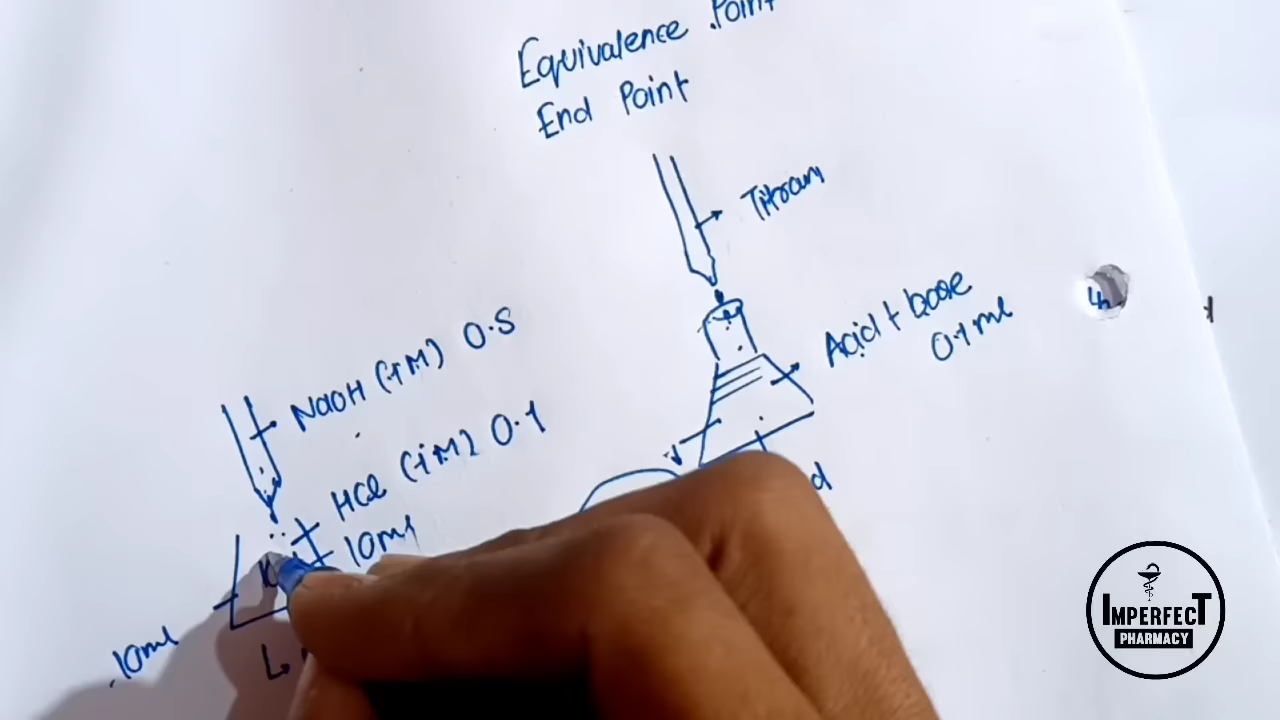 Equivalence Point
End Point
Titran
Acid + base
0.1 ml
NaOH (1M) 0.5
HCl (1M) 0.1
10ml
10ml
IMPERFECT
PHARMACY